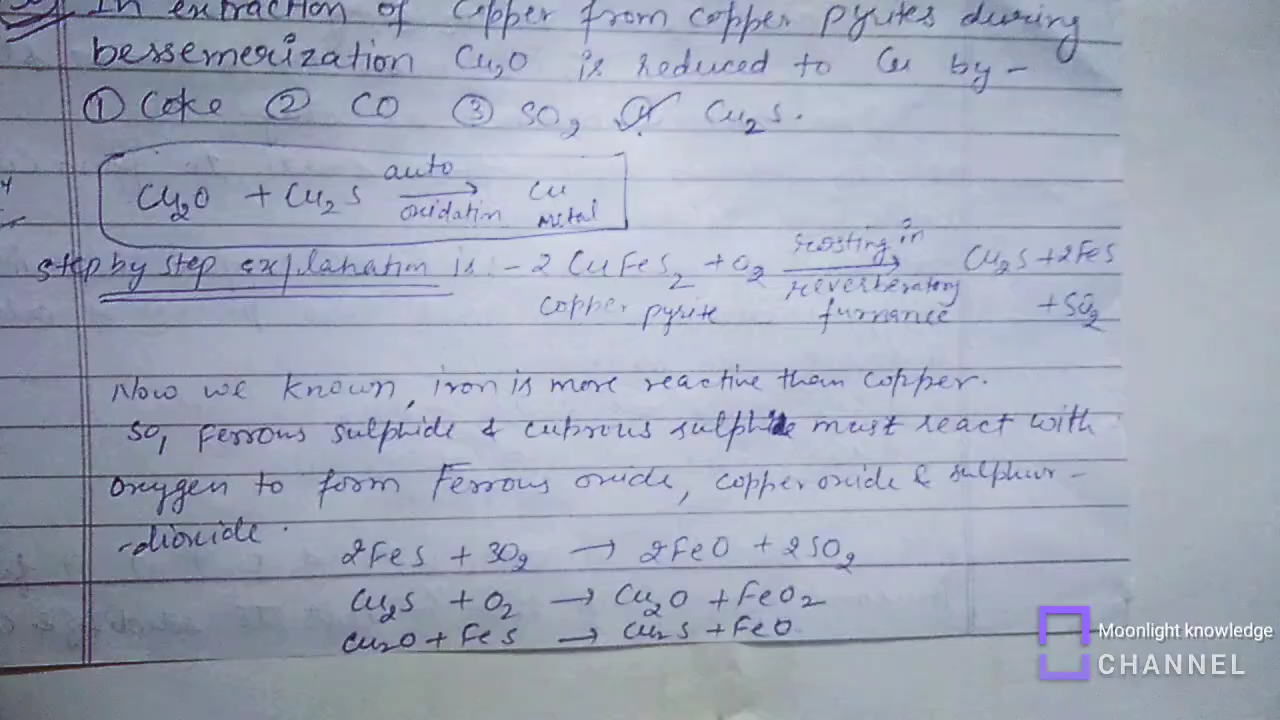 In extraction of Copper from copper pyrites during
bessemerization Cu2O is reduced to Cu by -
① Coke ② CO ③ SO2 ④ Cu2S.
Cu2O + Cu2S auto oxidation → Cu metal
step by step explanation is :- 2 CuFeS2 + O2 roosting in reverberatory furnance → Cu2S + 2FeS + SO2
copper pyrite
Now we known, iron is more reactive than copper.
so, Ferrous sulphide & cuprous sulphide must react with
oxygen to form Ferrous oxide, copper oxide & sulphur -
-dioxide.
2FeS + 3O2 → 2FeO + 2SO2
Cu2S + O2 → Cu2O + FeO2
Cu2O + FeS → Cu2S + FeO
Moonlight knowledge
CHANNEL